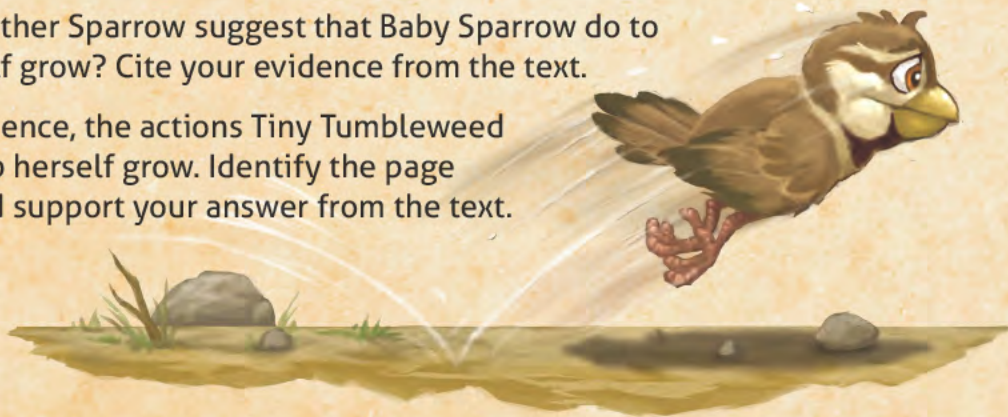 ther Sparrow suggest that Baby Sparrow do to
f grow? Cite your evidence from the text.
ence, the actions Tiny Tumbleweed
herself grow. Identify the page
support your answer from the text.